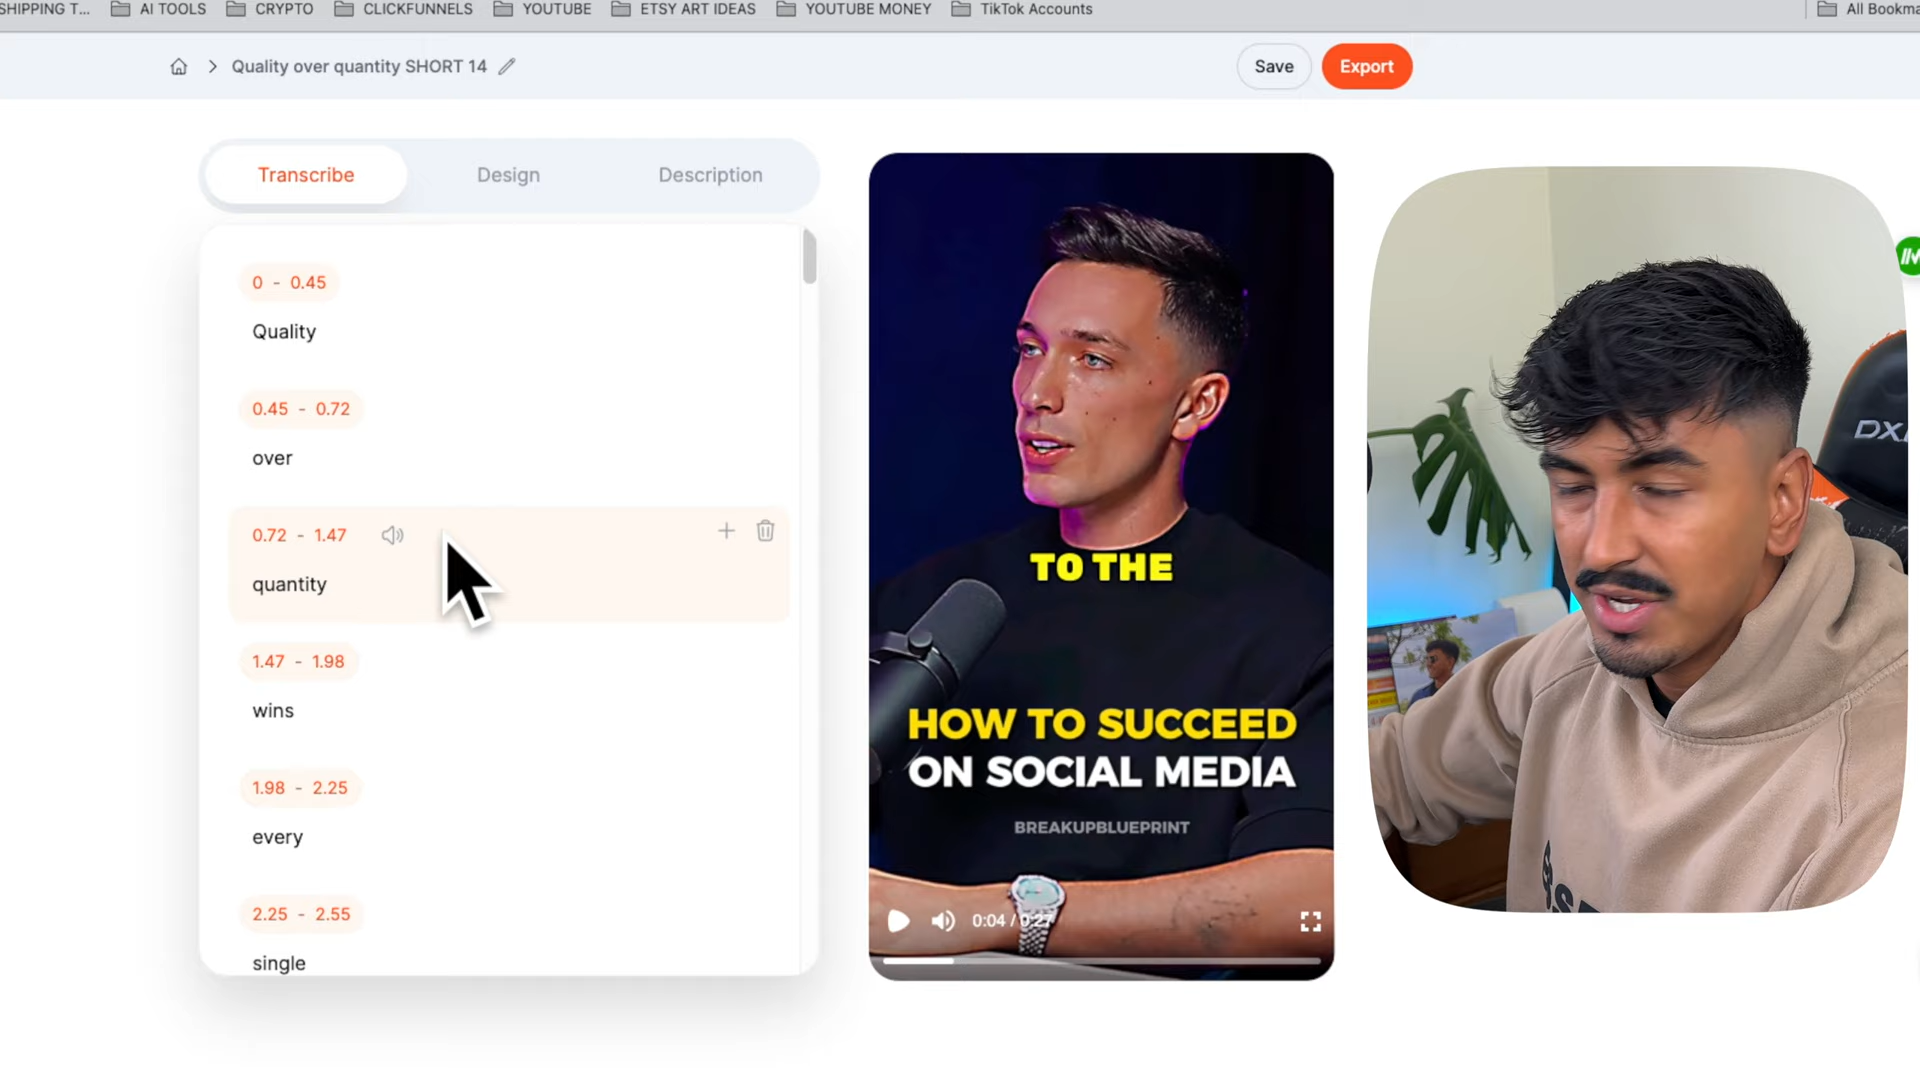 SHIPPING T... AI TOOLS CRYPTO CLICKFUNNELS YOUTUBE ETSY ART IDEAS YOUTUBE MONEY TikTok Accounts All Bookma
Quality over quantity SHORT 14
Save
Export
Transcribe
Design
Description
0 - 0.45
Quality
0.45 - 0.72
over
0.72 - 1.47
quantity
1.47 - 1.98
wins
1.98 - 2.25
every
2.25 - 2.55
single
TO THE
HOW TO SUCCEED
ON SOCIAL MEDIA
BREAKUPBLUEPRINT
0:04 / 0:27
DX